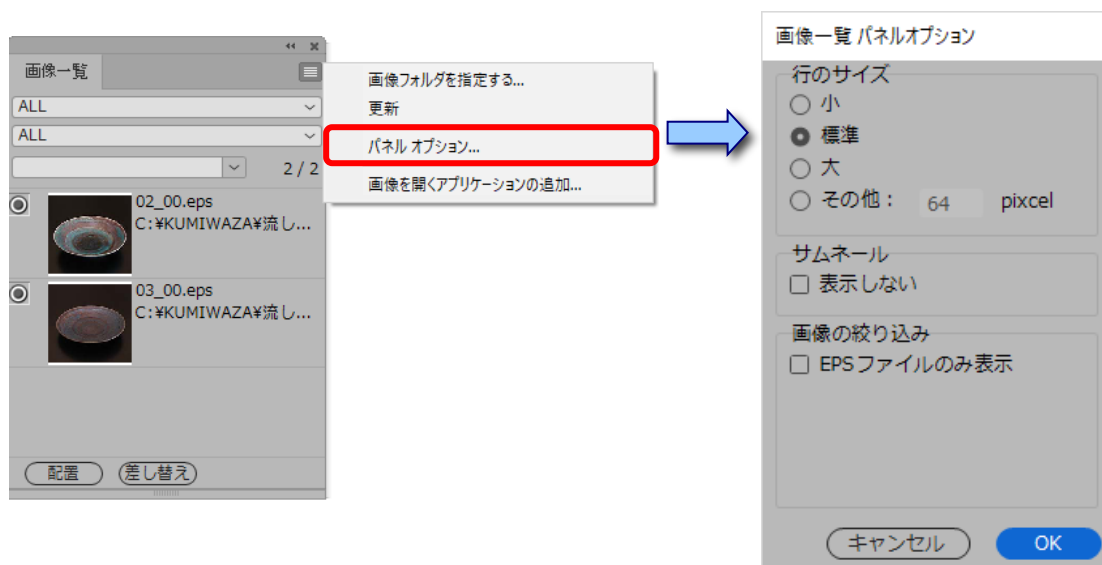 画像一覧
ALL
ALL
2 / 2
02_00.eps
C:¥KUMIWAZA¥流し...
03_00.eps
C:¥KUMIWAZA¥流し...
配置
差し替え
画像フォルダを指定する...
更新
パネル オプション...
画像を開くアプリケーションの追加...
画像一覧 パネルオプション
行のサイズ
小
標準
大
その他： 64 pixcel
サムネール
表示しない
画像の絞り込み
EPSファイルのみ表示
キャンセル
OK